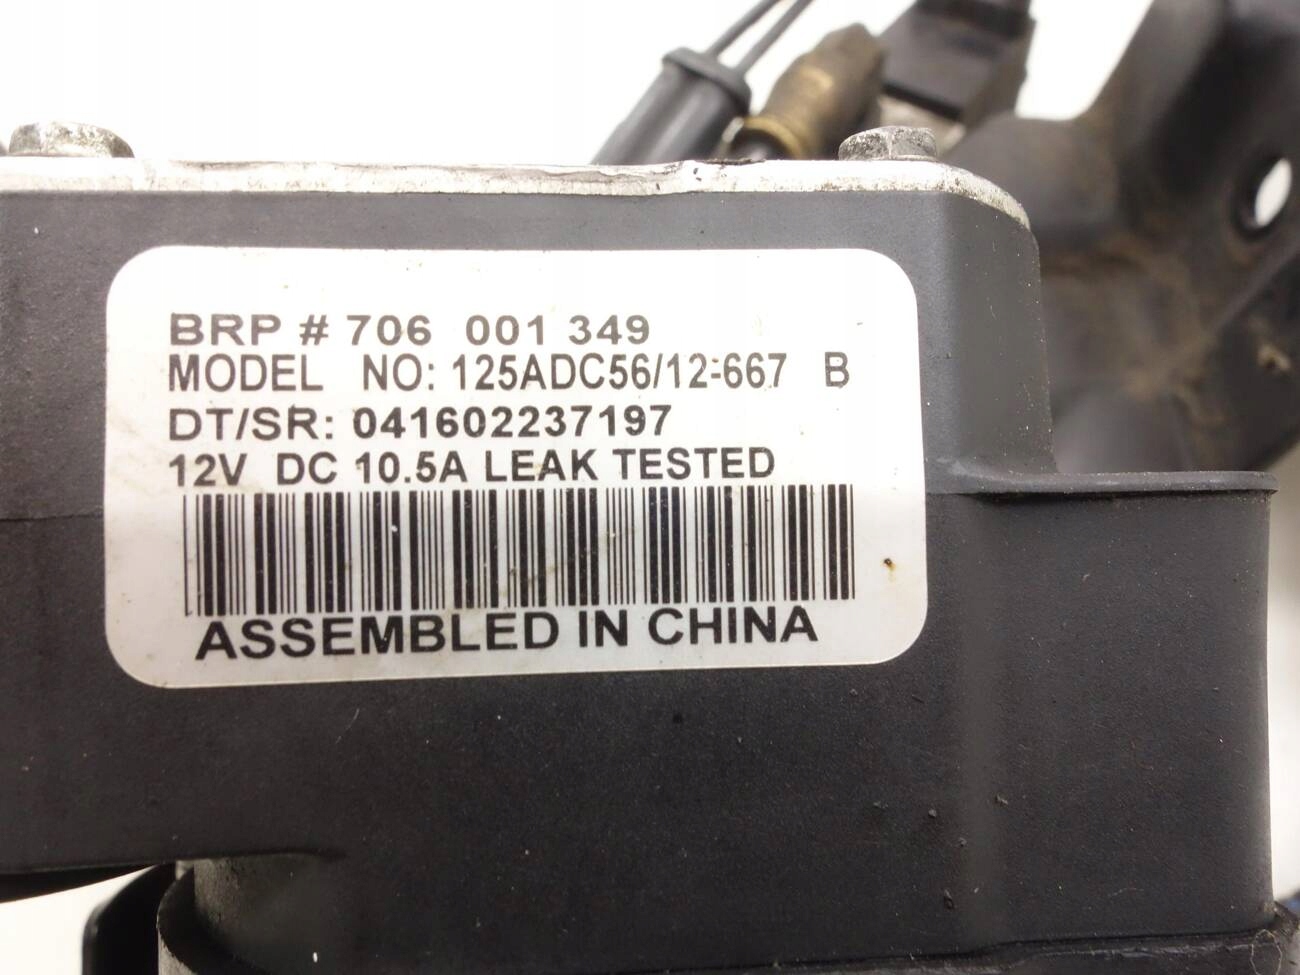 BRP # 706 001 349
MODEL NO: 125ADC56/12-667 B
DT/SR: 041602237197
12V DC 10.5A LEAK TESTED
ASSEMBLED IN CHINA